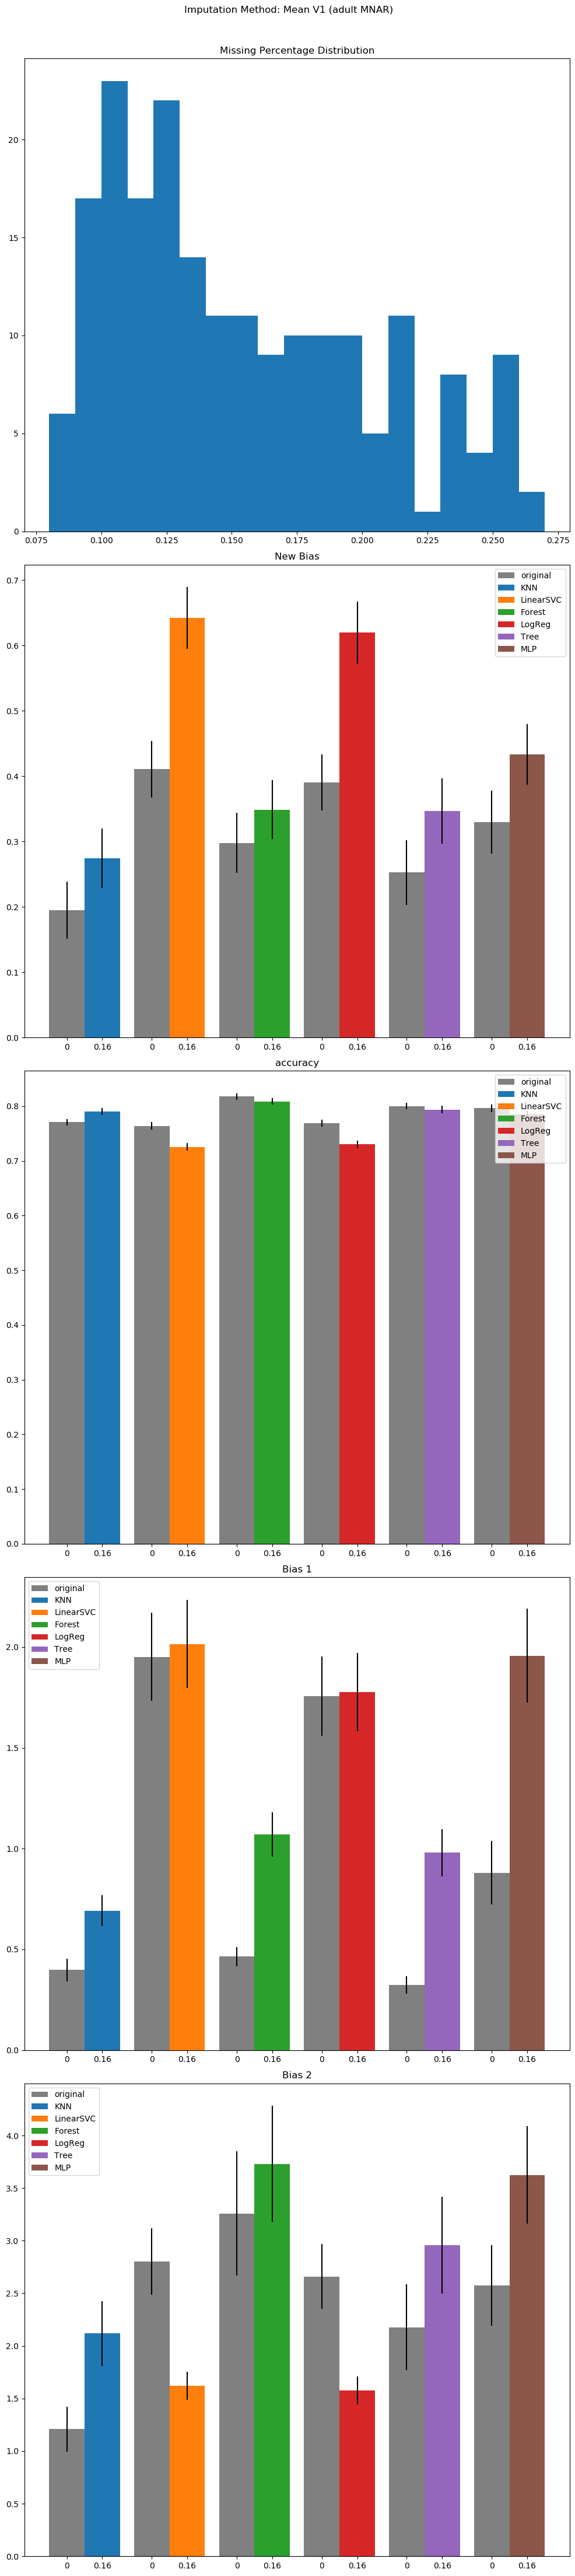 Imputation Method: Mean V1 (adult MNAR)
Missing Percentage Distribution
20
15
10
5
0
0.075 0.100 0.125 0.150 0.175 0.200 0.225 0.250 0.275
New Bias
0.7
0.6
0.5
0.4
0.3
0.2
0.1
0.0
original
KNN
LinearSVC
Forest
LogReg
Tree
MLP
0 0.16 0 0.16 0 0.16 0 0.16 0 0.16 0 0.16
accuracy
0.8
0.7
0.6
0.5
0.4
0.3
0.2
0.1
0.0
original
KNN
LinearSVC
Forest
LogReg
Tree
MLP
0 0.16 0 0.16 0 0.16 0 0.16 0 0.16 0 0.16
Bias 1
2.0
1.5
1.0
0.5
0.0
original
KNN
LinearSVC
Forest
LogReg
Tree
MLP
0 0.16 0 0.16 0 0.16 0 0.16 0 0.16 0 0.16
Bias 2
4.0
3.5
3.0
2.5
2.0
1.5
1.0
0.5
0.0
original
KNN
LinearSVC
Forest
LogReg
Tree
MLP
0 0.16 0 0.16 0 0.16 0 0.16 0 0.16 0 0.16